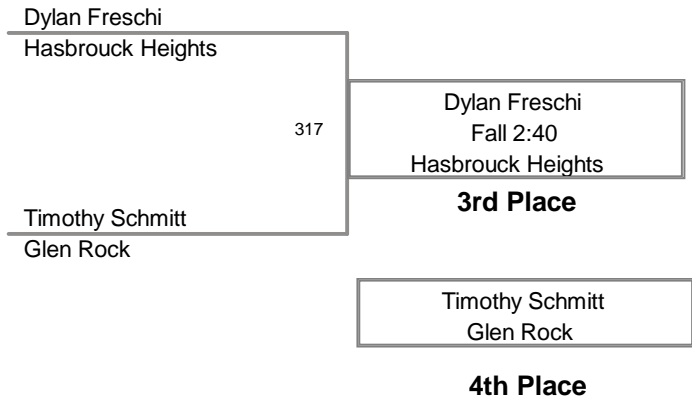 Dylan Freschi
Hasbrouck Heights
317
Dylan Freschi
Fall 2:40
Hasbrouck Heights
3rd Place
Timothy Schmitt
Glen Rock
Timothy Schmitt
Glen Rock
4th Place